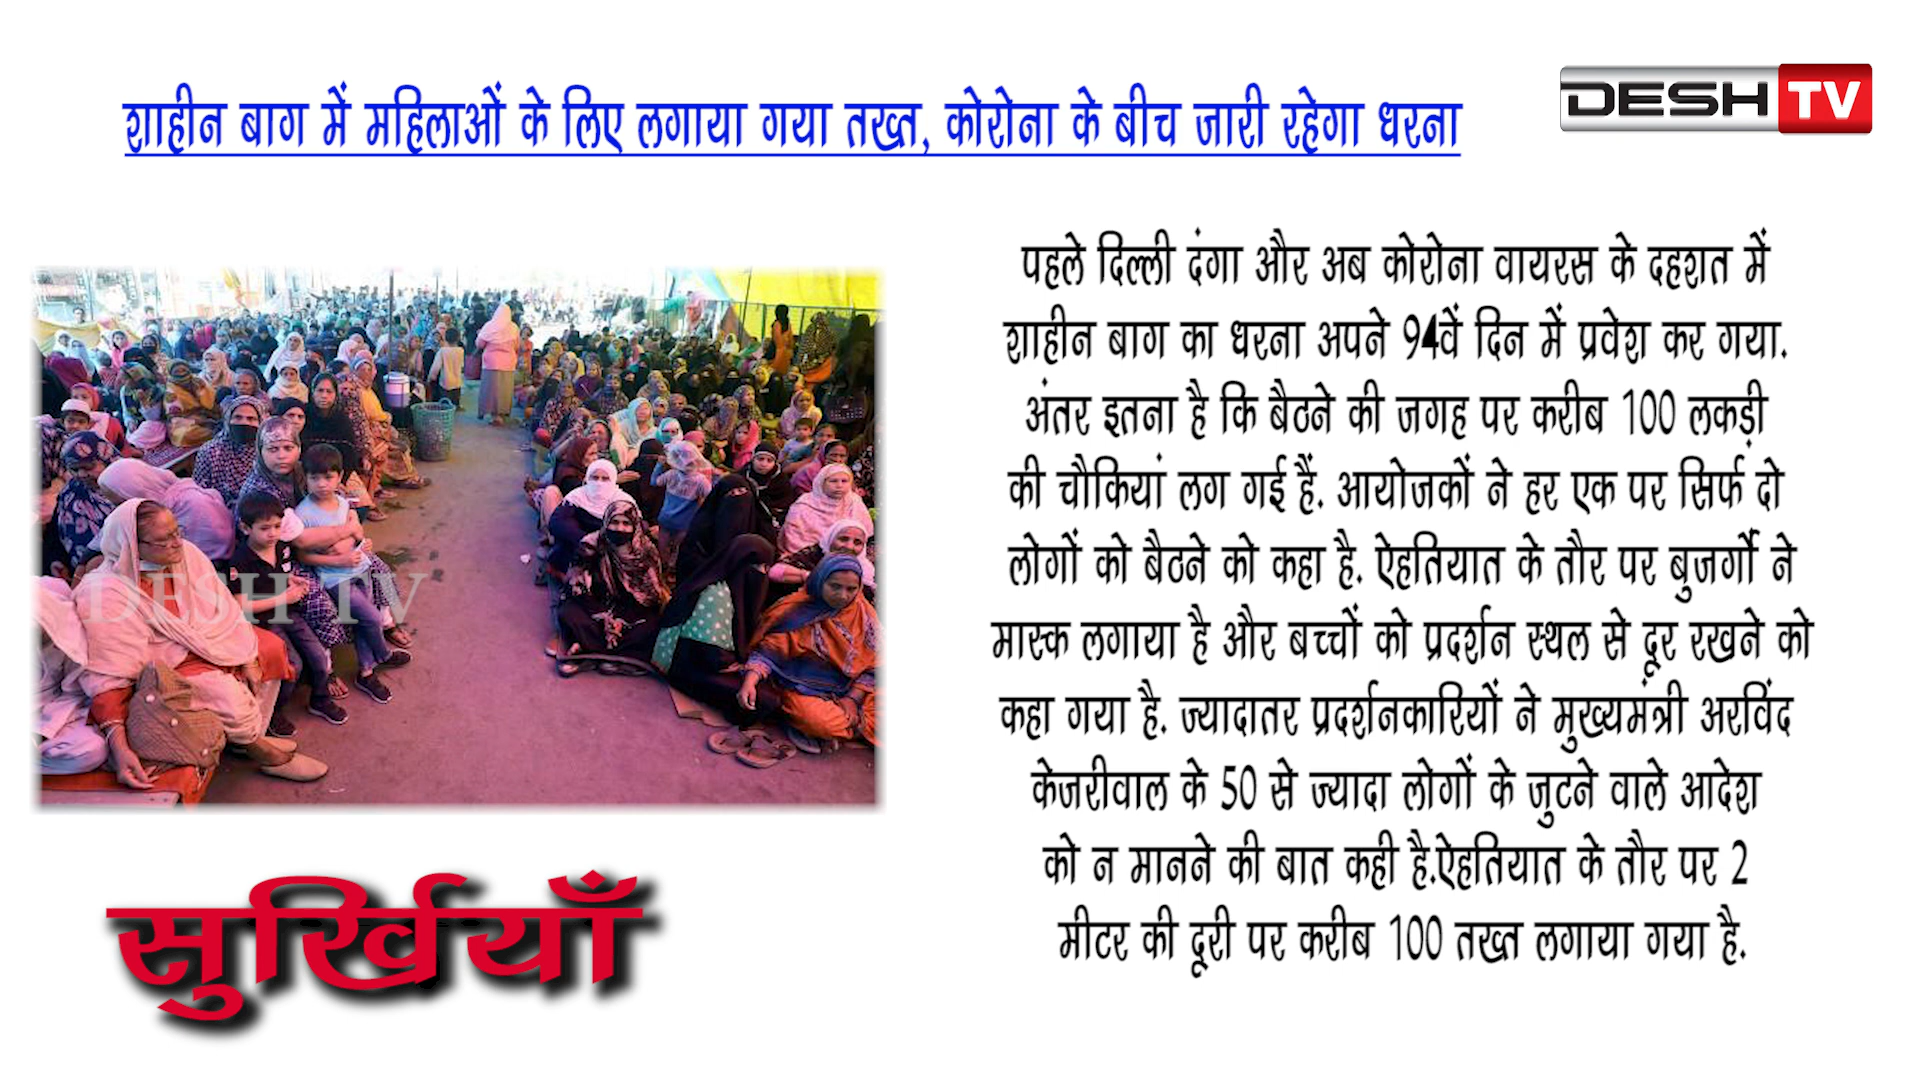 शाहीन बाग में महिलाओं के लिए लगाया गया तख्त, कोरोना के बीच जारी रहेगा धरना
DESH TV
पहले दिल्ली दंगा और अब कोरोना वायरस के दहशत में
शाहीन बाग का धरना अपने 94वें दिन में प्रवेश कर गया.
अंतर इतना है कि बैठने की जगह पर करीब 100 लकड़ी
की चौकियां लग गई हैं. आयोजकों ने हर एक पर सिर्फ दो
लोगों को बैठने को कहा है. ऐहतियात के तौर पर बुजर्गों ने
मास्क लगाया है और बच्चों को प्रदर्शन स्थल से दूर रखने को
कहा गया है. ज्यादातर प्रदर्शनकारियों ने मुख्यमंत्री अरविंद
केजरीवाल के 50 से ज्यादा लोगों के जुटने वाले आदेश
को न मानने की बात कही है.ऐहतियात के तौर पर 2
मीटर की दूरी पर करीब 100 तख्त लगाया गया है.
DESH TV
सुर्खियाँ